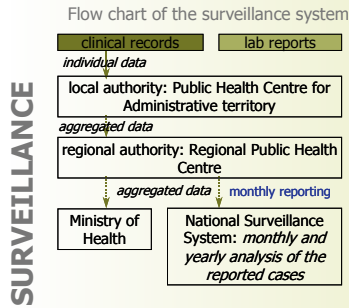 Flow chart of the surveillance system
clinical records
lab reports
individual data
local authority: Public Health Centre for
Administrative territory
aggregated data
regional authority: Regional Public Health
Centre
aggregated data
monthly reporting
Ministry of
Health
National Surveillance
System: monthly and
yearly analysis of the
reported cases
SURVEILLANCE